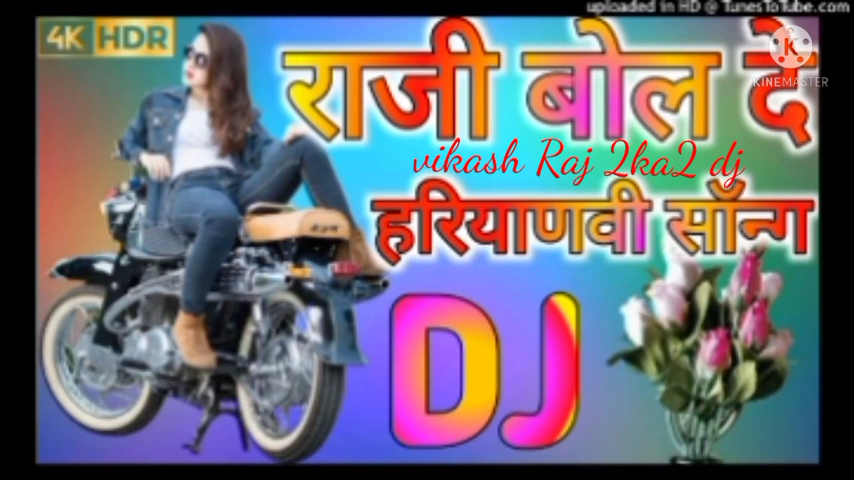 uploaded in HD @ TunesToTube.com
4K HDR
K
KINEMASTER
राजी बोल दे
vikash Raj 2ka2 dj
हरियाणवी सॉन्ग
DJ